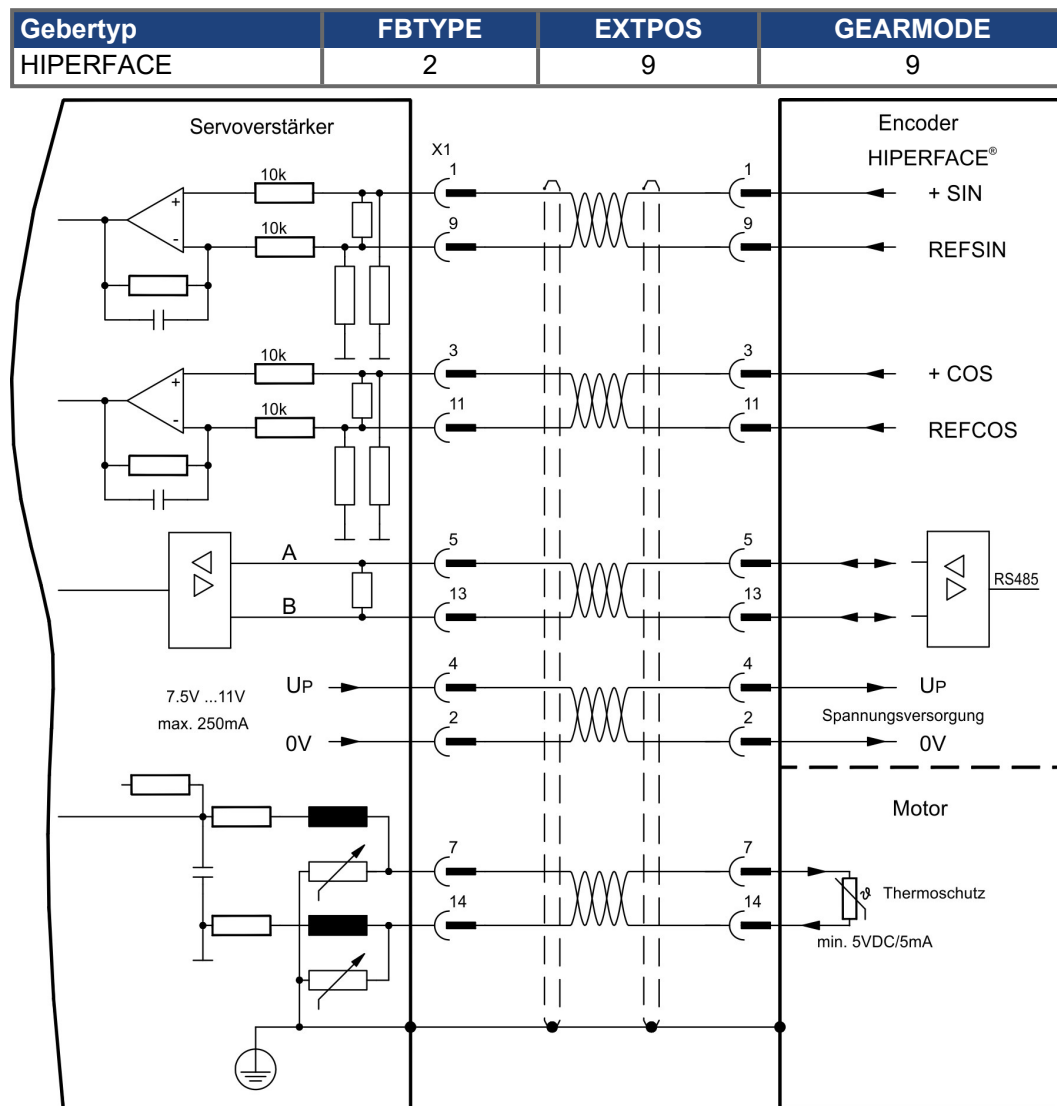 Gebertyp FBTYPE EXTPOS GEARMODE
HIPERFACE 2 9 9
Servoverstärker
Encoder
HIPERFACE®
X1
10k
+
-
10k
1
1
+ SIN
9
9
REFSIN
10k
+
-
10k
3
3
+ COS
11
11
REFCOS
A
5
5
B
13
13
RS485
7.5V ...11V
max. 250mA
UP
4
4
UP
Spannungsversorgung
0V
2
2
0V
Motor
7
7
14
14
ϑ Thermoschutz
min. 5VDC/5mA